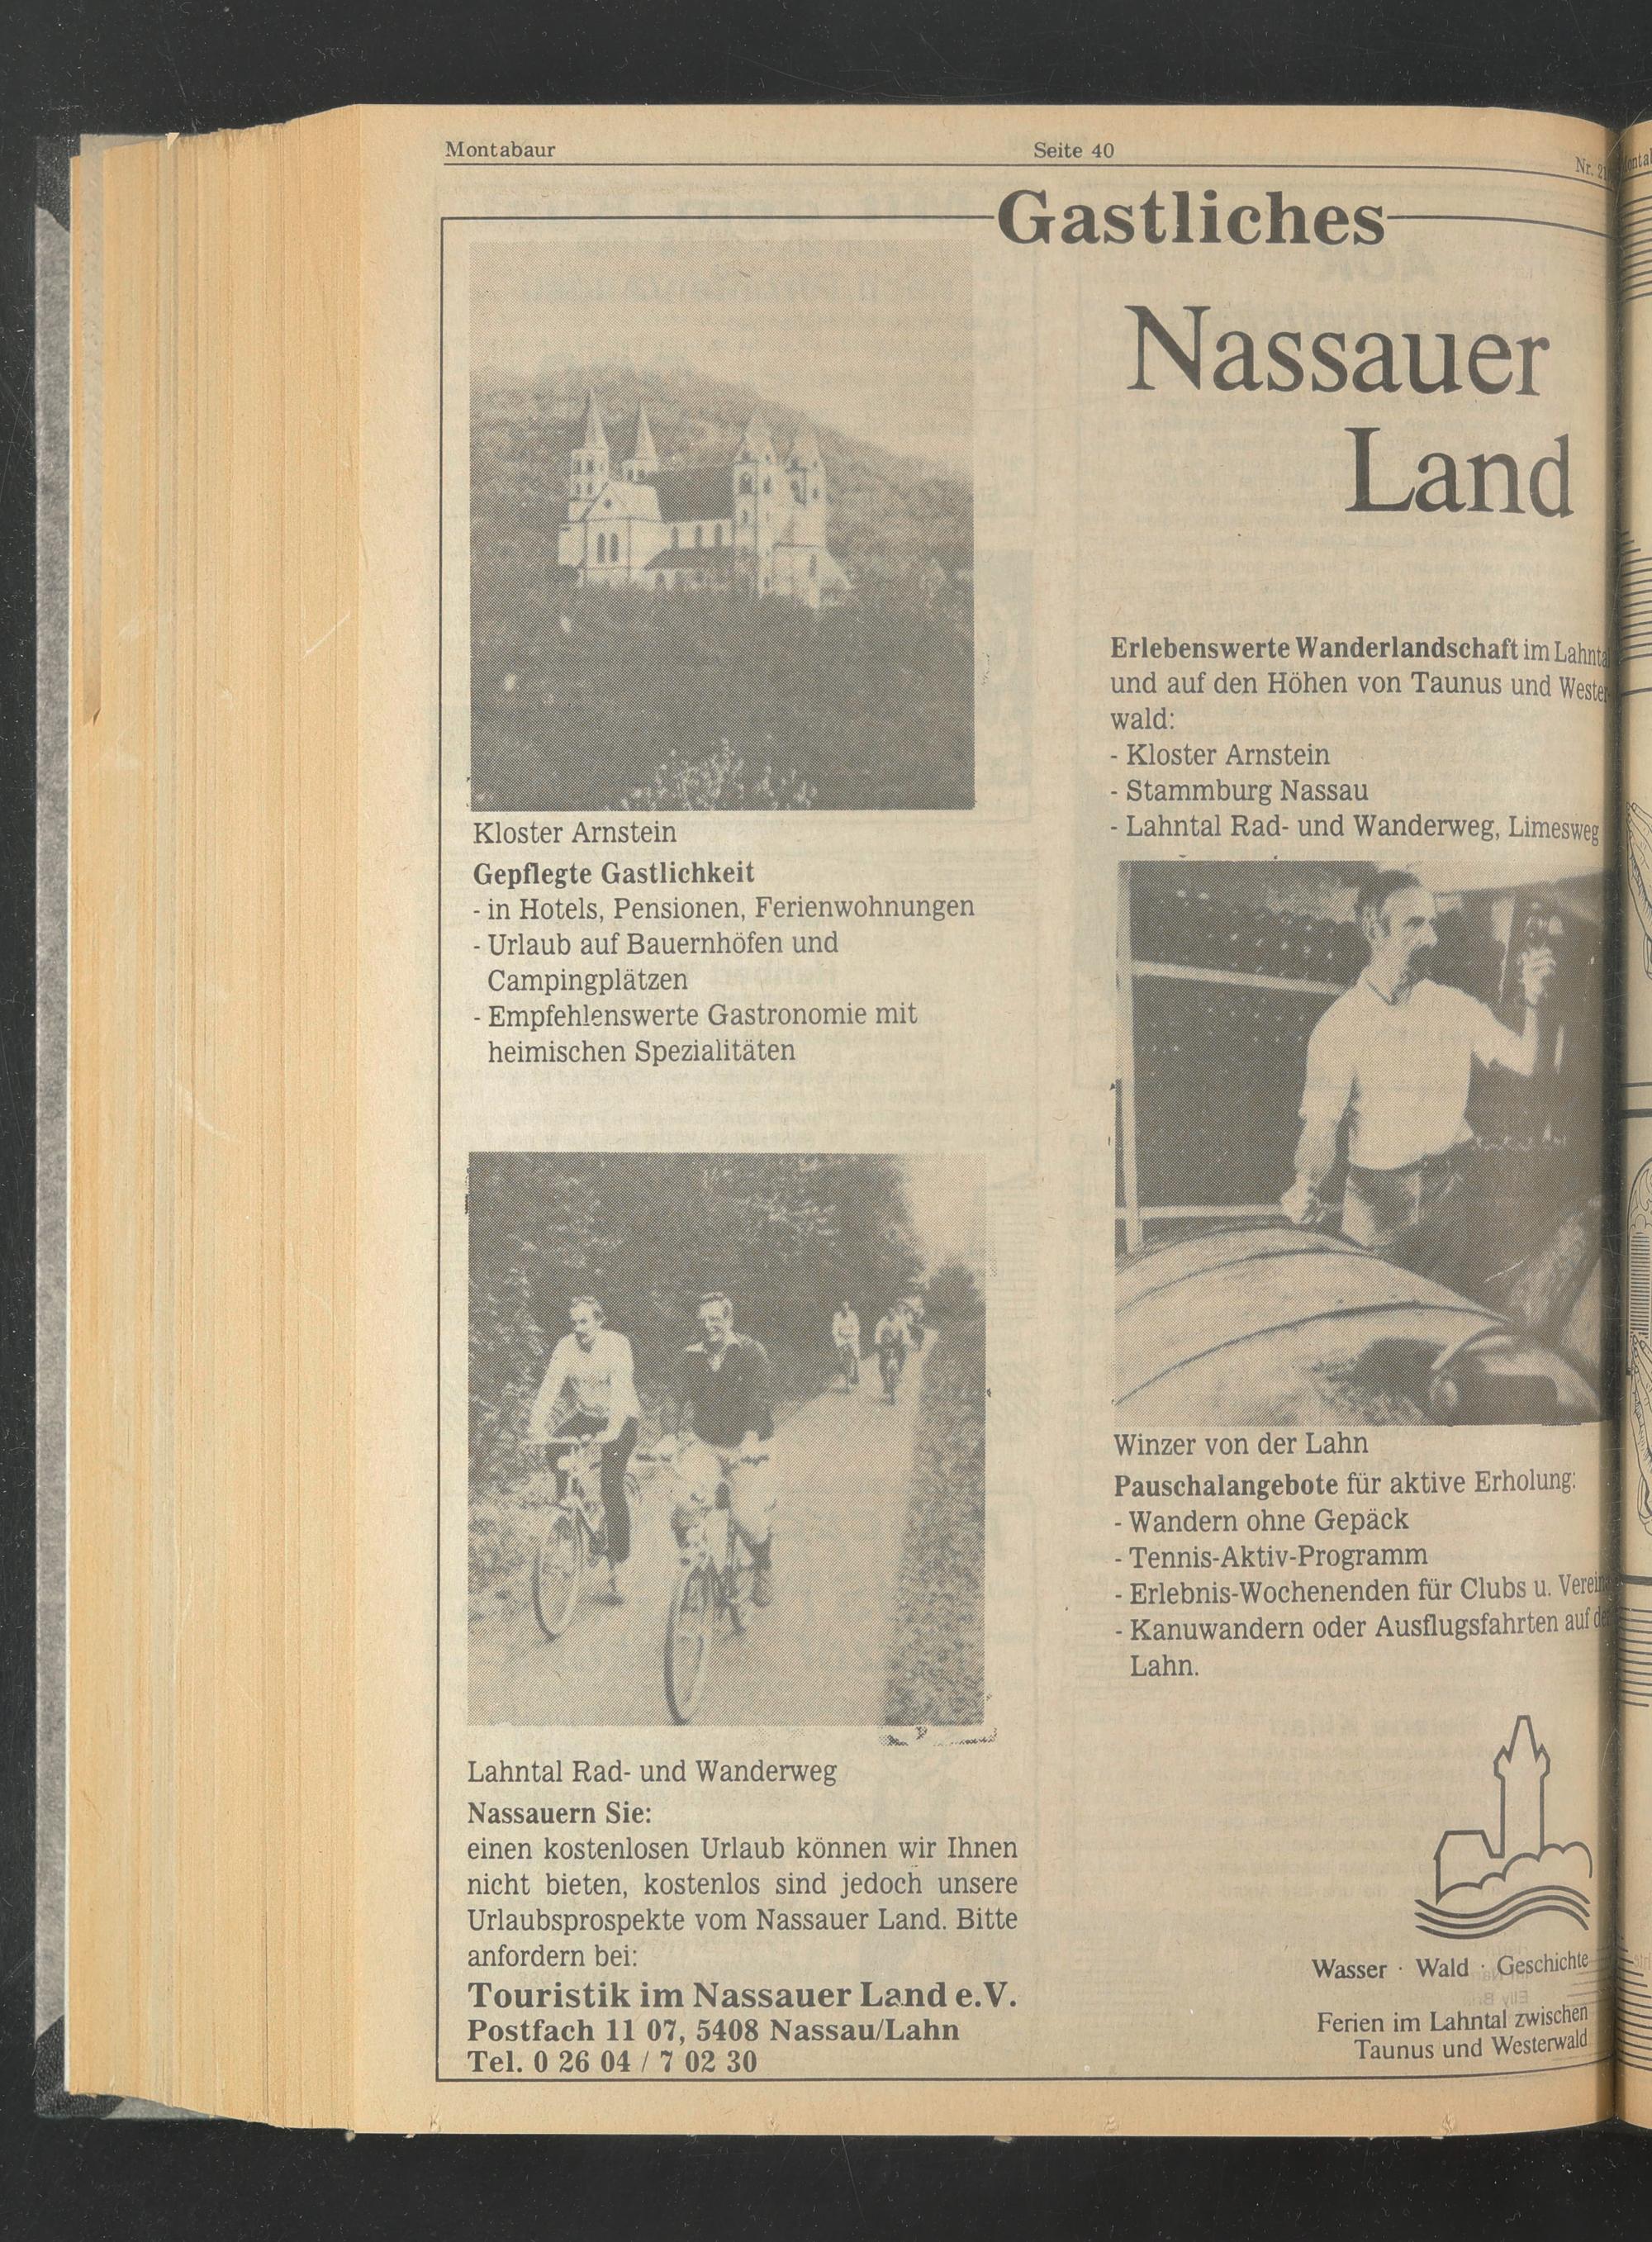 Montabaur
Seite 40
Nr. 21
Gastliches
Nassauer
Land
Kloster Arnstein
Gepflegte Gastlichkeit
- in Hotels, Pensionen, Ferienwohnungen
- Urlaub auf Bauernhöfen und
Campingplätzen
- Empfehlenswerte Gastronomie mit
heimischen Spezialitäten
Lahntal Rad- und Wanderweg
Nassauern Sie:
einen kostenlosen Urlaub können wir Ihnen
nicht bieten, kostenlos sind jedoch unsere
Urlaubsprospekte vom Nassauer Land. Bitte
anfordern bei:
Touristik im Nassauer Land e.V.
Postfach 11 07, 5408 Nassau/Lahn
Tel. 0 26 04 / 7 02 30
Erlebenswerte Wanderlandschaft im Lahnta
und auf den Höhen von Taunus und Wester
wald:
- Kloster Arnstein
- Stammburg Nassau
- Lahntal Rad- und Wanderweg, Limesweg
Winzer von der Lahn
Pauschalangebote für aktive Erholung:
- Wandern ohne Gepäck
- Tennis-Aktiv-Programm
- Erlebnis-Wochenenden für Clubs u. Verein
- Kanuwandern oder Ausflugsfahrten auf de
Lahn.
Wasser · Wald · Geschichte
Ferien im Lahntal zwischen
Taunus und Westerwald